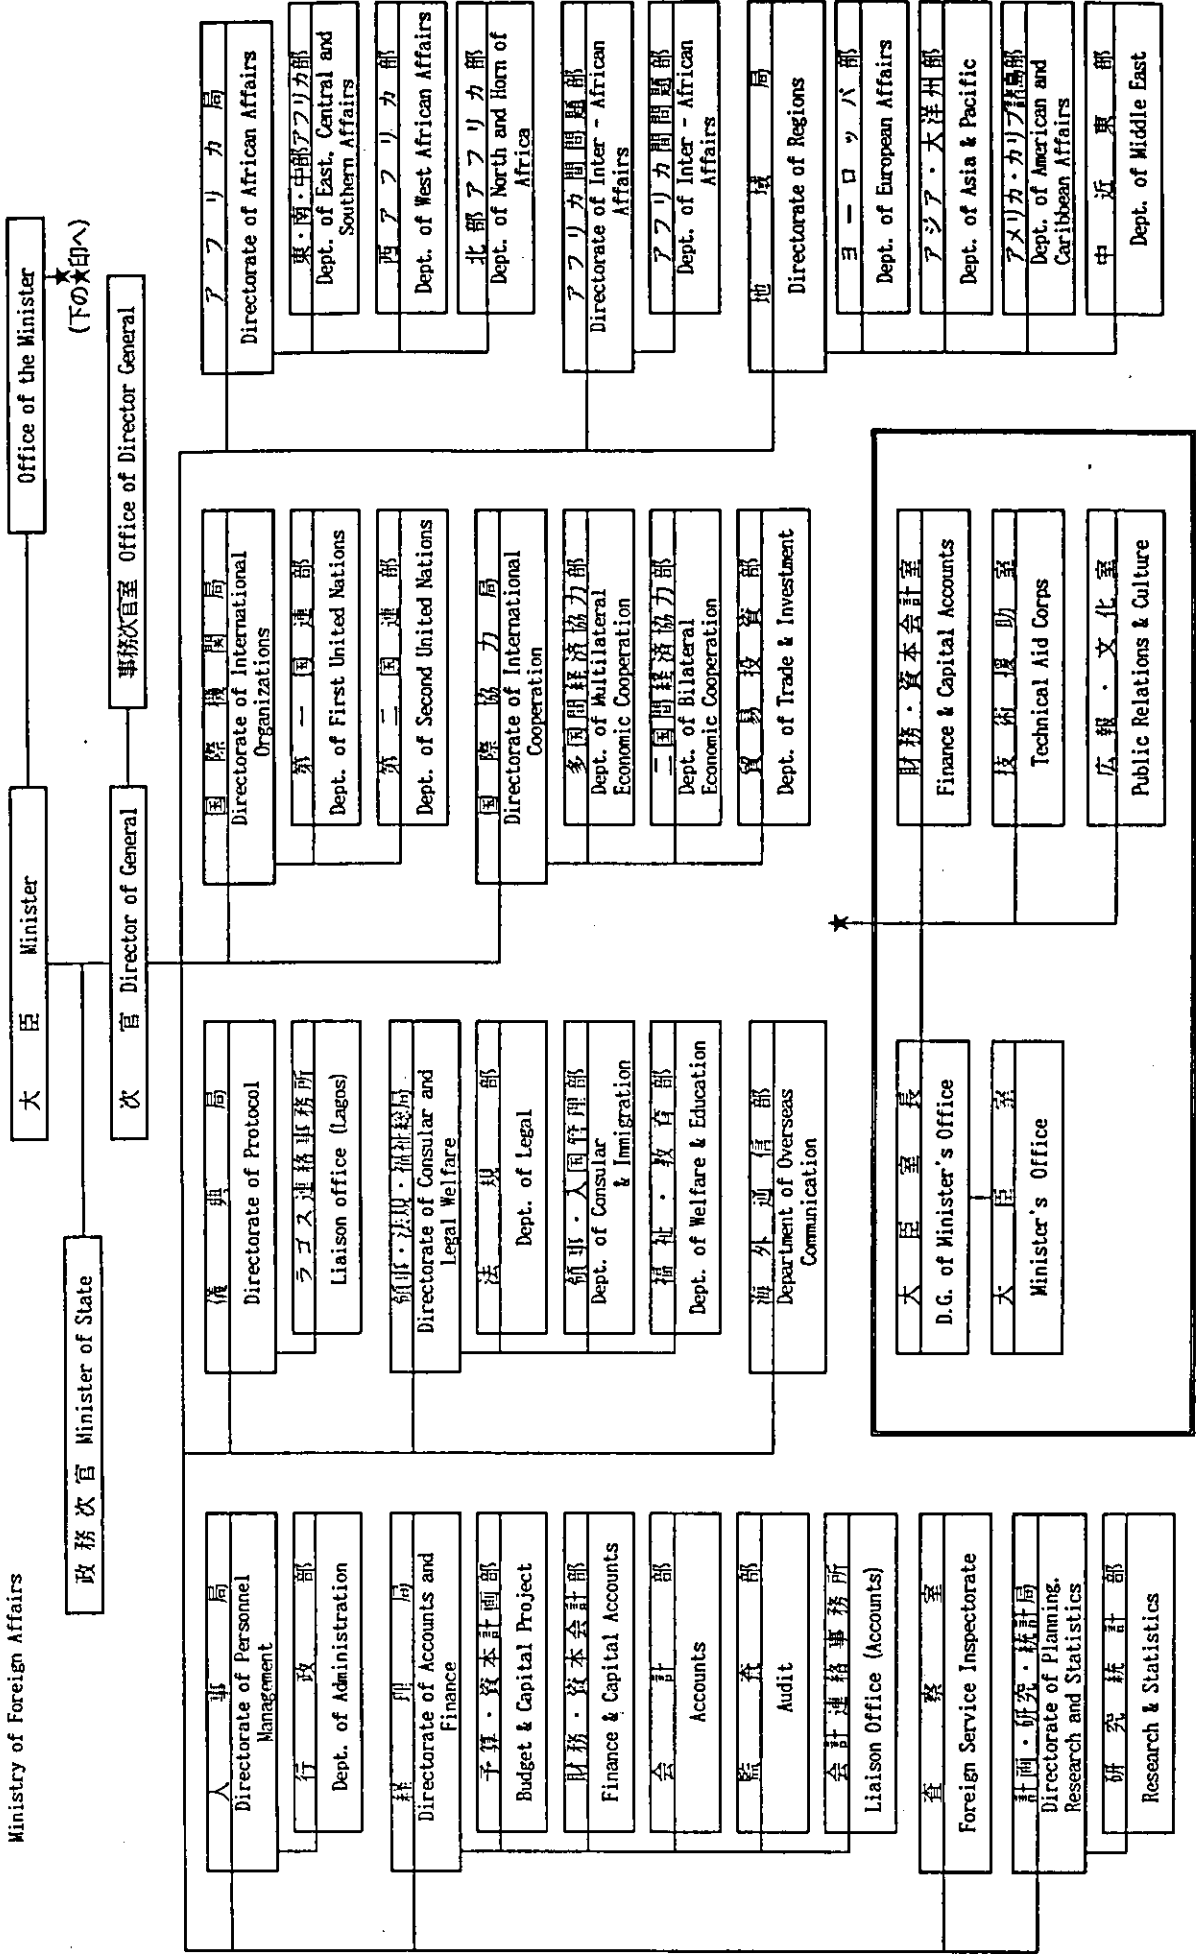 Ministry of Foreign Affairs
大臣 Minister
Office of the Minister
★
(下の★印へ)
政務次官 Minister of State
次官 Director of General
事務次官室 Office of Director General
人事局
Directorate of Personnel
Management
行政部
Dept. of Administration
経理局
Directorate of Accounts and
Finance
予算・資本計画部
Budget & Capital Project
財務・資本会計部
Finance & Capital Accounts
会計部
Accounts
監査部
Audit
会計連絡事務所
Liaison Office (Accounts)
査察室
Foreign Service Inspectorate
計画・研究・統計局
Directorate of Planning.
Research and Statistics
研究統計部
Research & Statistics
儀典局
Directorate of Protocol
ラゴス連絡事務所
Liaison office (Lagos)
領事・法規・福祉総局
Directorate of Consular and
Legal Welfare
法規部
Dept. of Legal
領事・入国管理部
Dept. of Consular
& Immigration
福祉・教育部
Dept. of Welfare & Education
海外通信部
Department of Overseas
Communication
国際機関局
Directorate of International
Organizations
第一国連部
Dept. of First United Nations
第二国連部
Dept. of Second United Nations
国際協力局
Directorate of International
Cooperation
多国間経済協力部
Dept. of Multilateral
Economic Cooperation
二国間経済協力部
Dept. of Bilateral
Economic Cooperation
貿易投資部
Dept. of Trade & Investment
アフリカ局
Directorate of African Affairs
東・南・中部アフリカ部
Dept. of East. Central and
Southern Affairs
西アフリカ部
Dept. of West African Affairs
北部アフリカ部
Dept. of North and Horn of
Africa
アフリカ間問題部
Directorate of Inter - African
Affairs
アフリカ間問題部
Dept. of Inter - African
Affairs
地域局
Directorate of Regions
ヨーロッパ部
Dept. of European Affairs
アジア・大洋州部
Dept. of Asia & Pacific
アメリカ・カリブ諸島部
Dept. of American and
Caribbean Affairs
中近東部
Dept. of Middle East
★
大臣室長
D.G. of Minister's Office
大臣室
Minister's Office
財務・資本会計室
Finance & Capital Accounts
技術援助室
Technical Aid Corps
広報・文化室
Public Relations & Culture